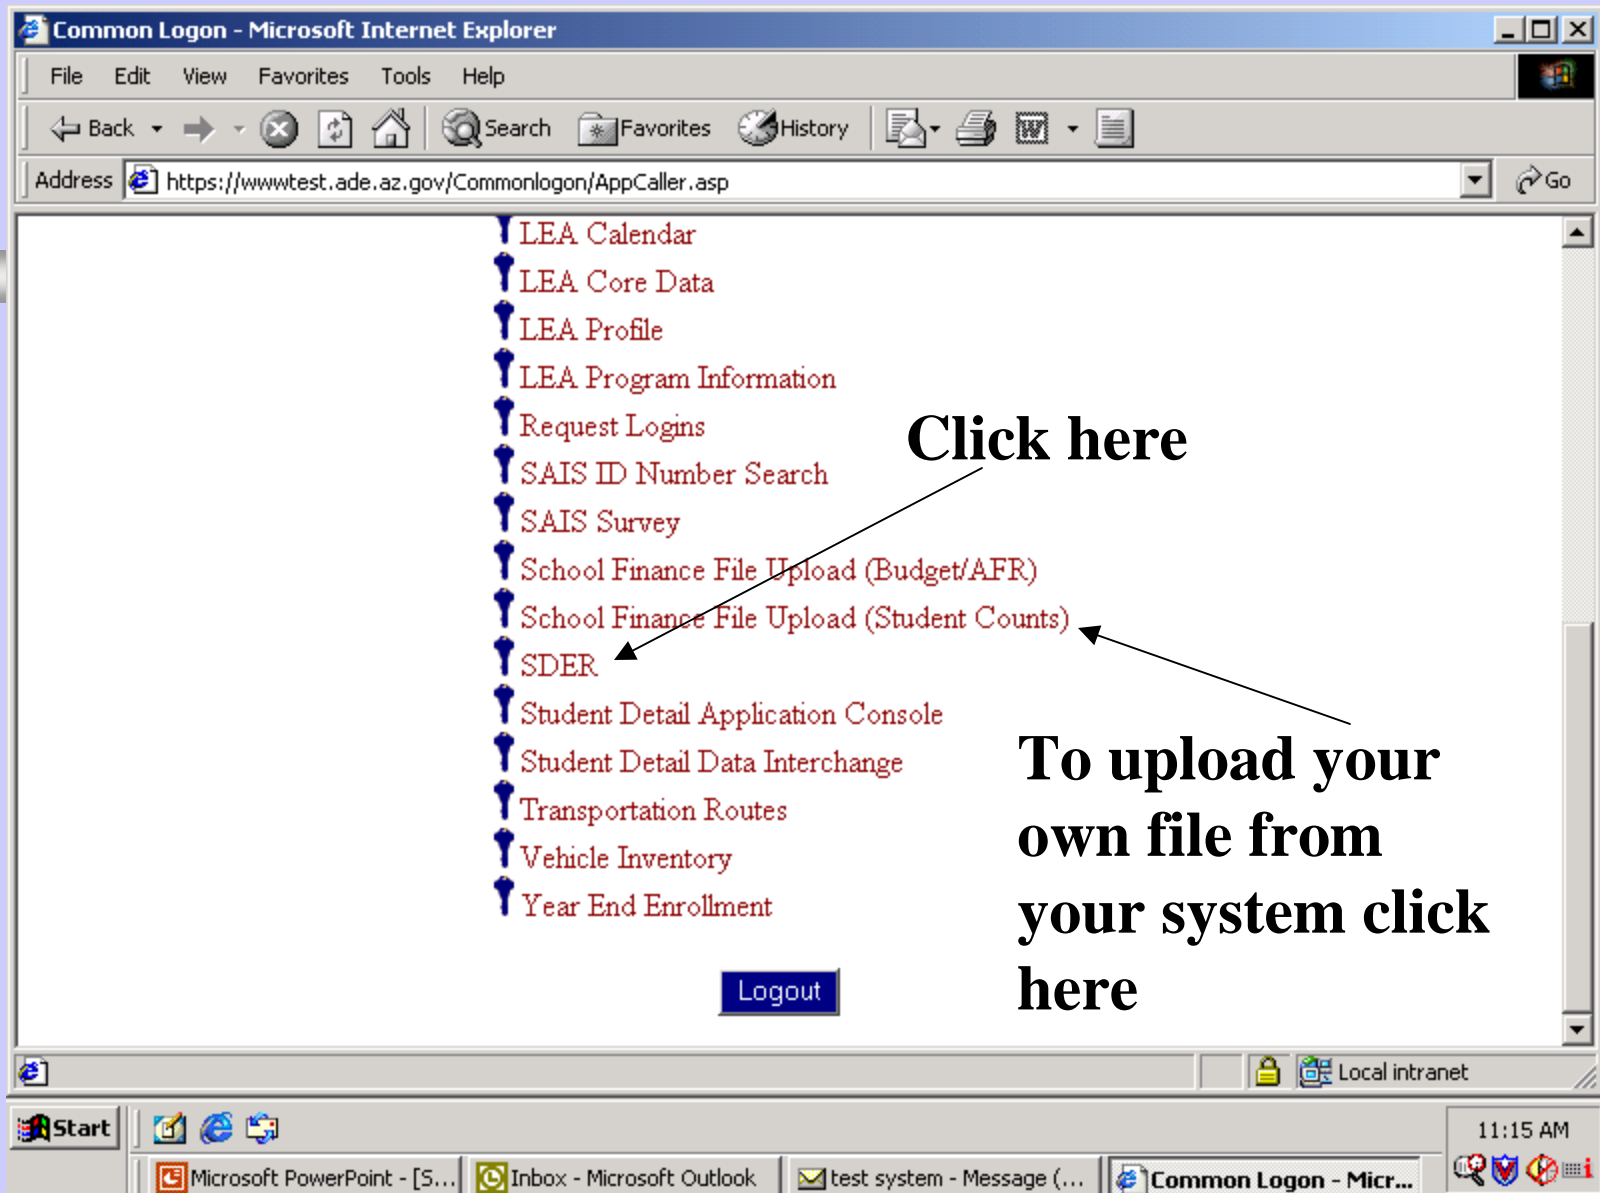 Common Logon - Microsoft Internet Explorer
File Edit View Favorites Tools Help
Back Search Favorites History
Address https://wwwtest.ade.az.gov/Commonlogon/AppCaller.asp Go
LEA Calendar
LEA Core Data
LEA Profile
LEA Program Information
Request Logins
Click here
SAIS ID Number Search
SAIS Survey
School Finance File Upload (Budget/AFR)
School Finance File Upload (Student Counts)
SDER
Student Detail Application Console
Student Detail Data Interchange
Transportation Routes
Vehicle Inventory
Year End Enrollment
To upload your
own file from
your system click
here
Logout
Local intranet
Start 11:15 AM
Microsoft PowerPoint - [S... Inbox - Microsoft Outlook test system - Message (... Common Logon - Micr...